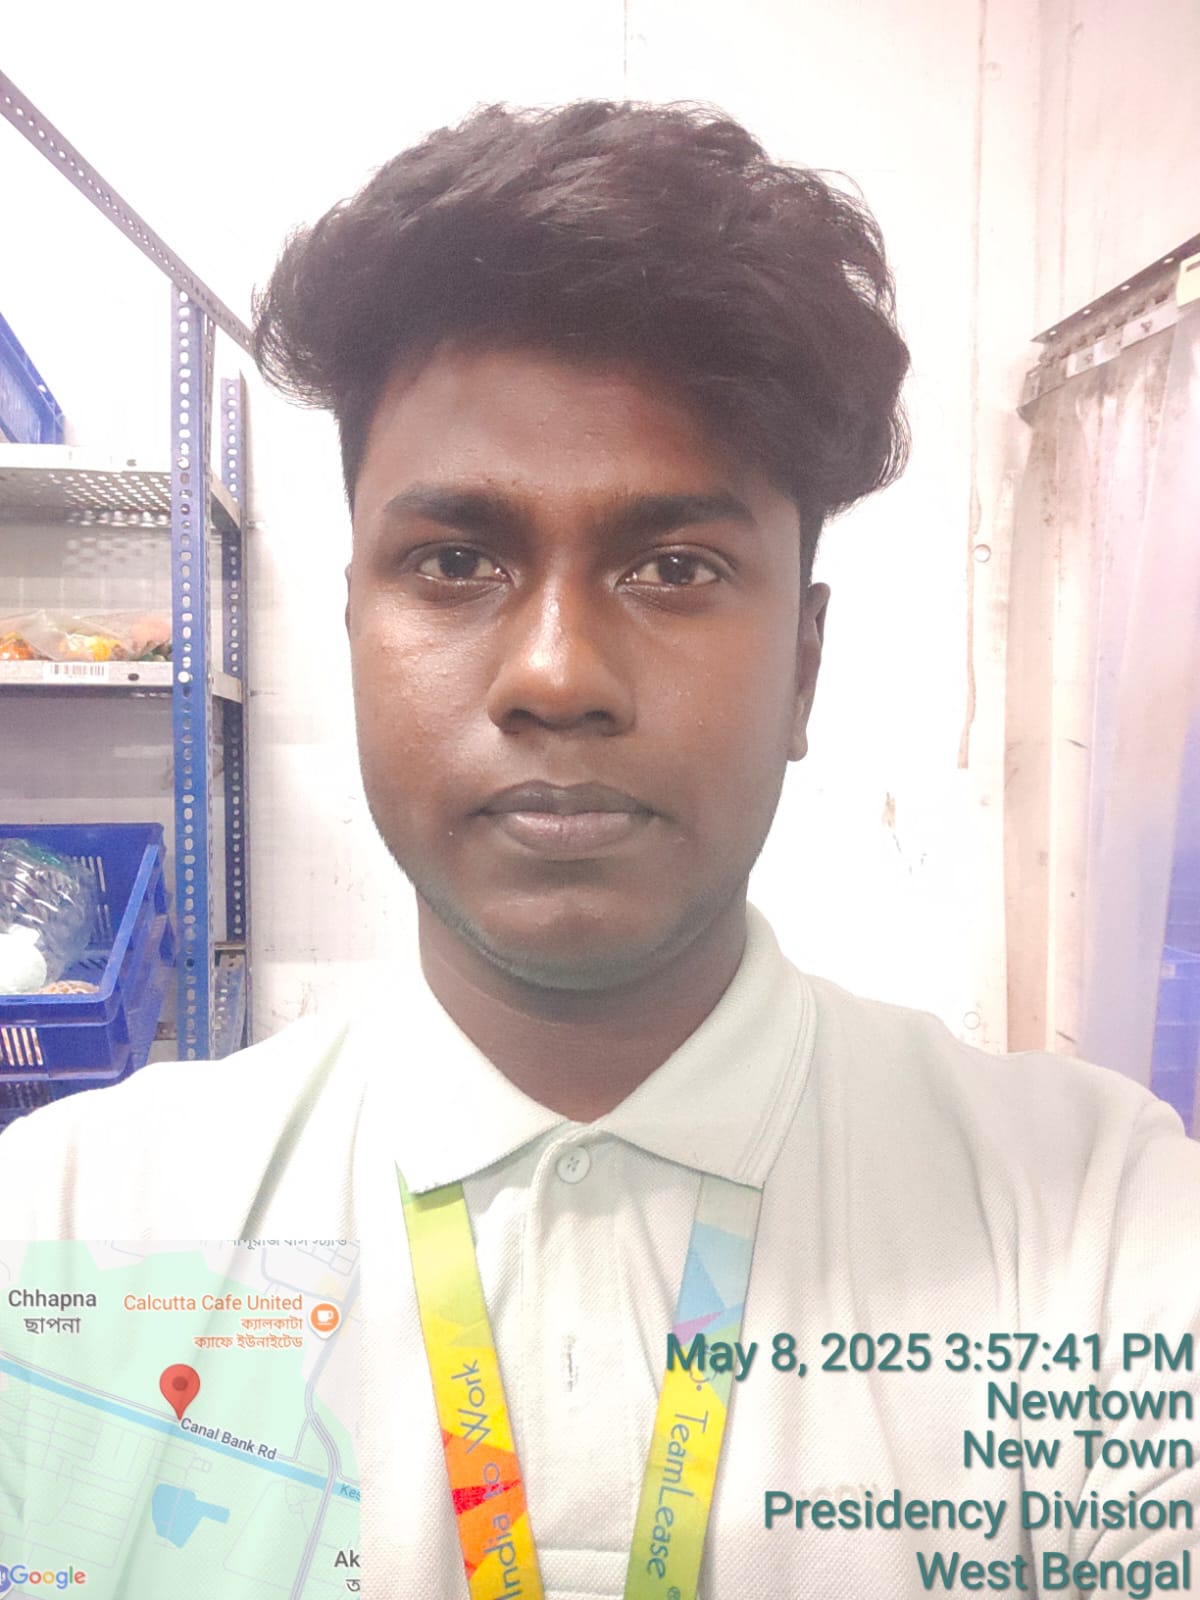 Chhapna
ছাপনা
Calcutta Cafe United
ক্যালকাটা
ক্যাফে ইউনাইটেড
Canal Bank Rd
Google
India to Work
TeamLease
May 8, 2025 3:57:41 PM
Newtown
New Town
Presidency Division
West Bengal